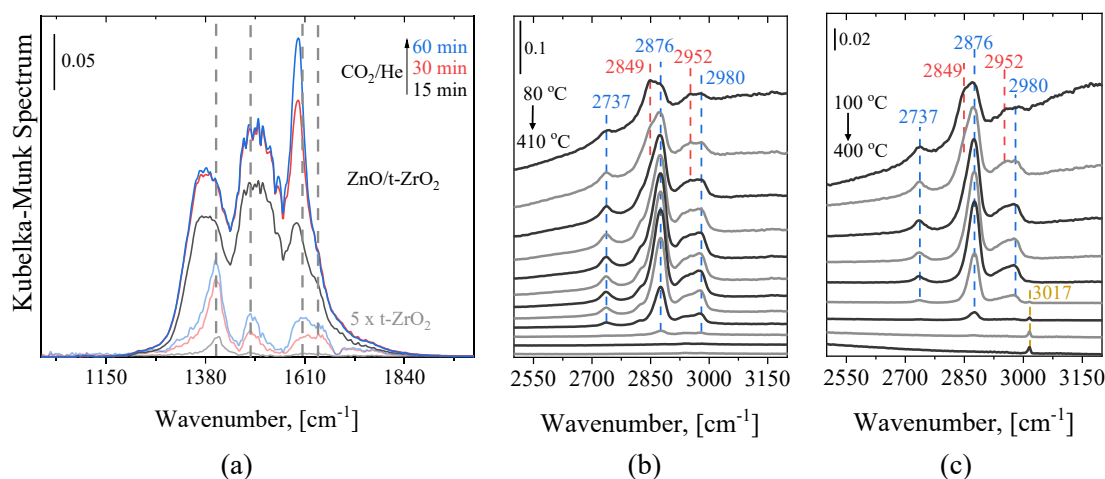 Kubelka-Munk Spectrum
0.05
60 min
CO₂/He
30 min
15 min
ZnO/t-ZrO₂
5 x t-ZrO₂
1150 1380 1610 1840
Wavenumber, [cm⁻¹]
(a)
0.1
2876
2849
2952
2980
2737
80 °C
410 °C
2550 2700 2850 3000 3150
Wavenumber, [cm⁻¹]
(b)
0.02
2876
2849
2952
2980
2737
100 °C
400 °C
3017
2550 2700 2850 3000 3150
Wavenumber, [cm⁻¹]
(c)